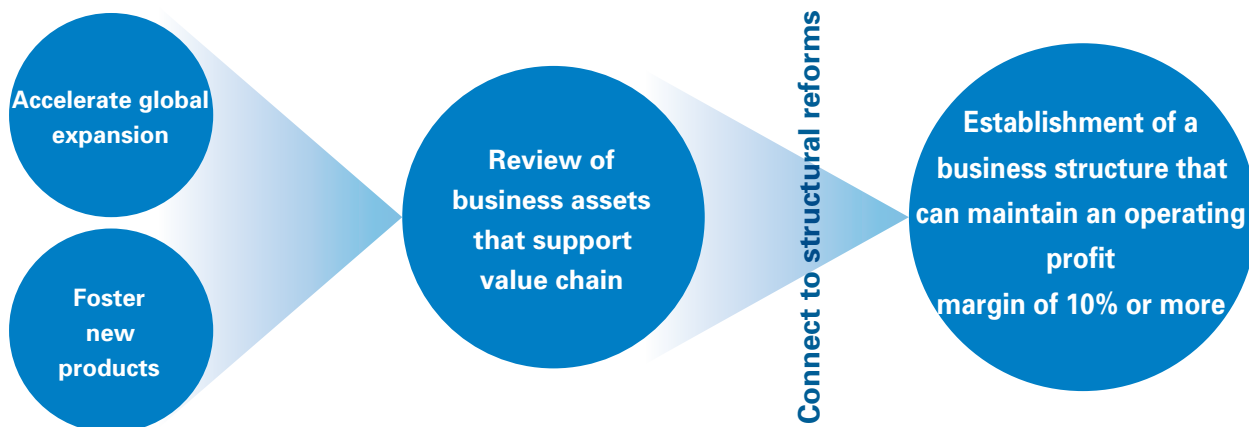 Accelerate global
expansion
Foster
new
products
Review of
business assets
that support
value chain
Connect to structural reforms
Establishment of a
business structure that
can maintain an operating
profit
margin of 10% or more